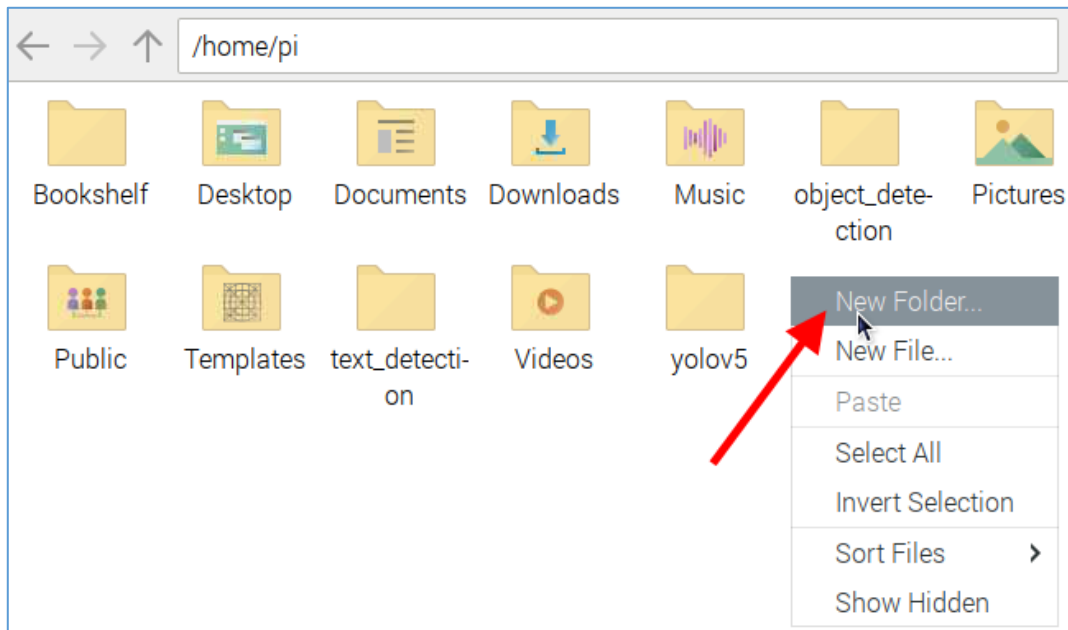 /home/pi
Bookshelf Desktop Documents Downloads Music object_dete- Pictures
ction
Public Templates text_detecti- Videos yolov5
on
New Folder...
New File...
Paste
Select All
Invert Selection
Sort Files
Show Hidden